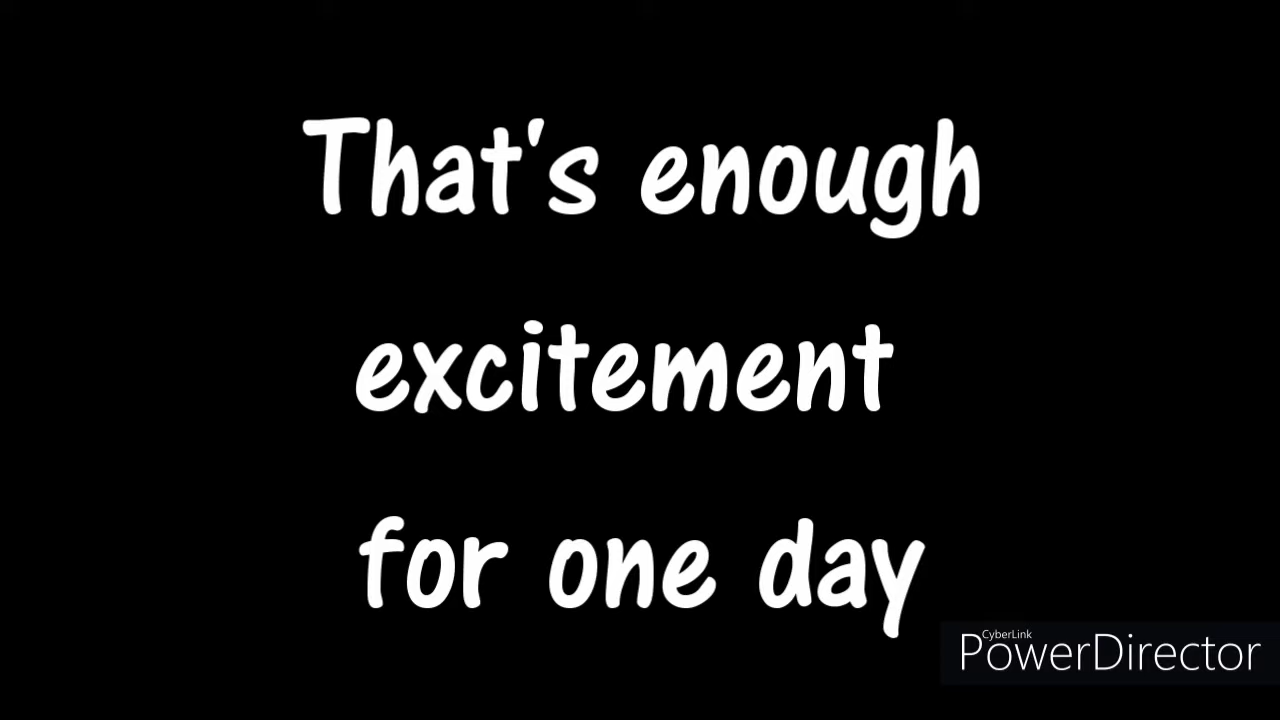 That's enough
excitement
for one day
CyberLink
PowerDirector